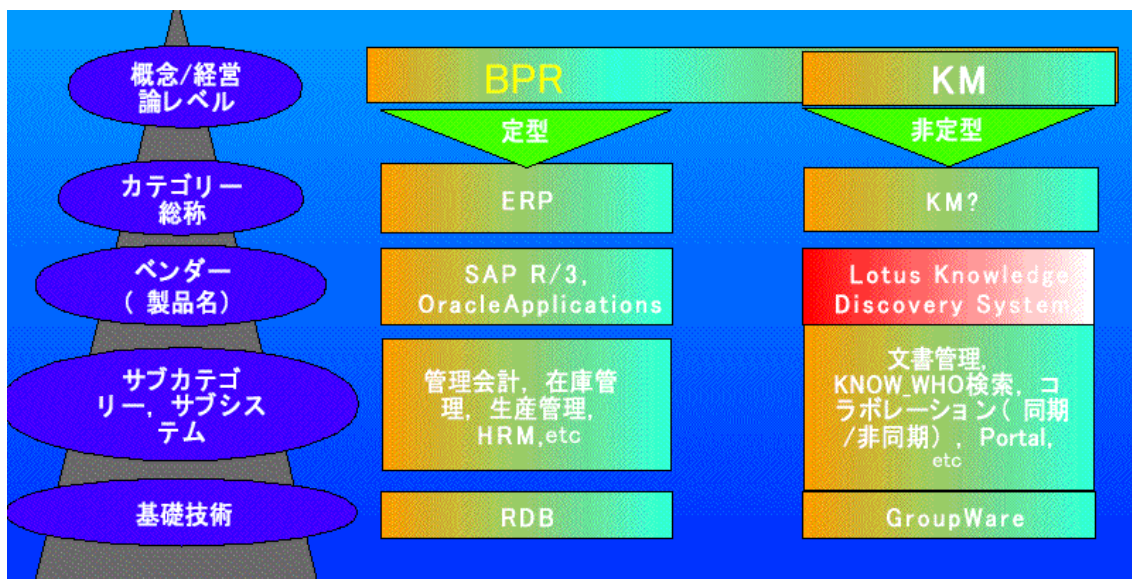 概念/経営
論レベル
BPR
KM
定型
非定型
カテゴリー
総称
ERP
KM?
ベンダー
( 製品名)
SAP R/3,
OracleApplications
Lotus Knowledge
Discovery System
サブカテゴ
リー, サブシス
テム
管理会計, 在庫管
理, 生産管理,
HRM,etc
文書管理,
KNOW_WHO検索, コ
ラボレーション( 同期
/非同期) , Portal,
etc
基礎技術
RDB
GroupWare